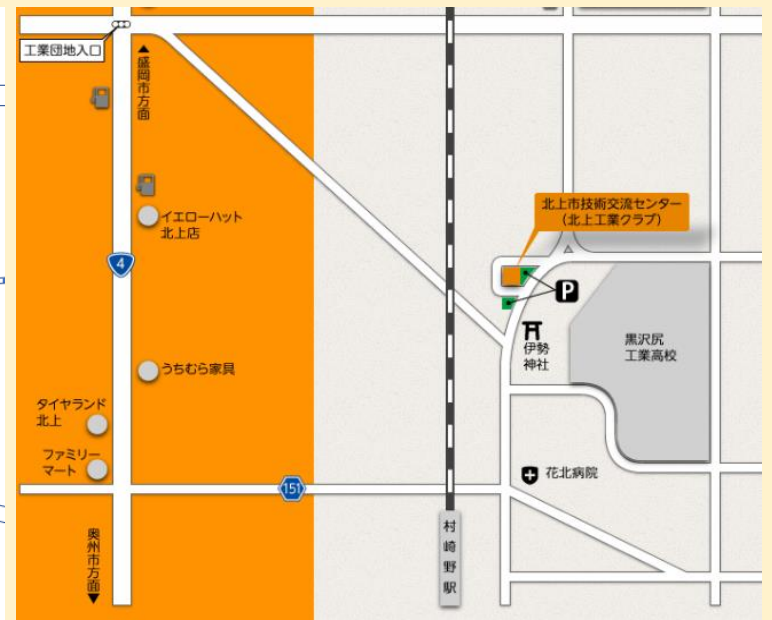 工業団地入口
▲盛岡市方面
イエローハット
北上店
北上市技術交流センター
(北上工業クラブ)
4
P
伊勢
神社
黒沢尻
工業高校
うちむら家具
タイヤランド
北上
ファミリー
マート
花北病院
151
村崎野駅
奥州市方面▼